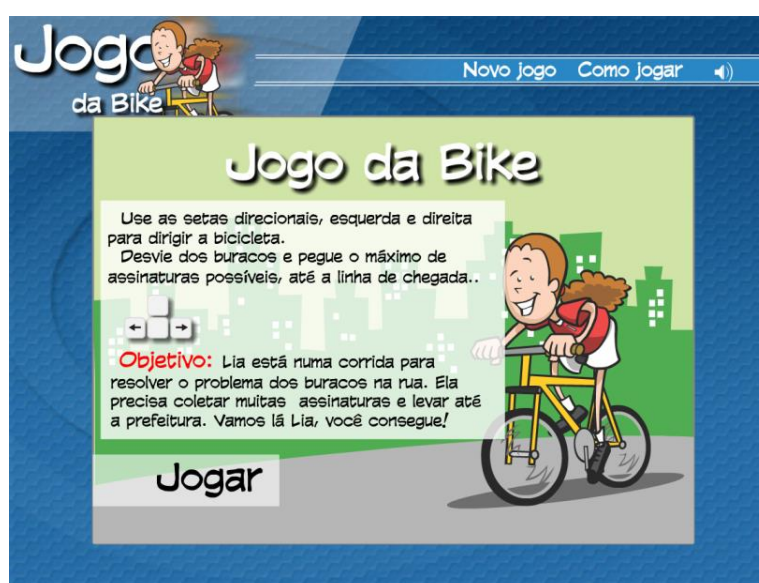 Jogo
da Bike
Novo jogo Como jogar
Jogo da Bike
Use as setas direcionais, esquerda e direita
para dirigir a bicicleta.
Desvie dos buracos e pegue o máximo de
assinaturas possíveis, até a linha de chegada..
Objetivo: Lia está numa corrida para
resolver o problema dos buracos na rua. Ela
precisa coletar muitas assinaturas e levar até
a prefeitura. Vamos lá Lia, você consegue!
Jogar